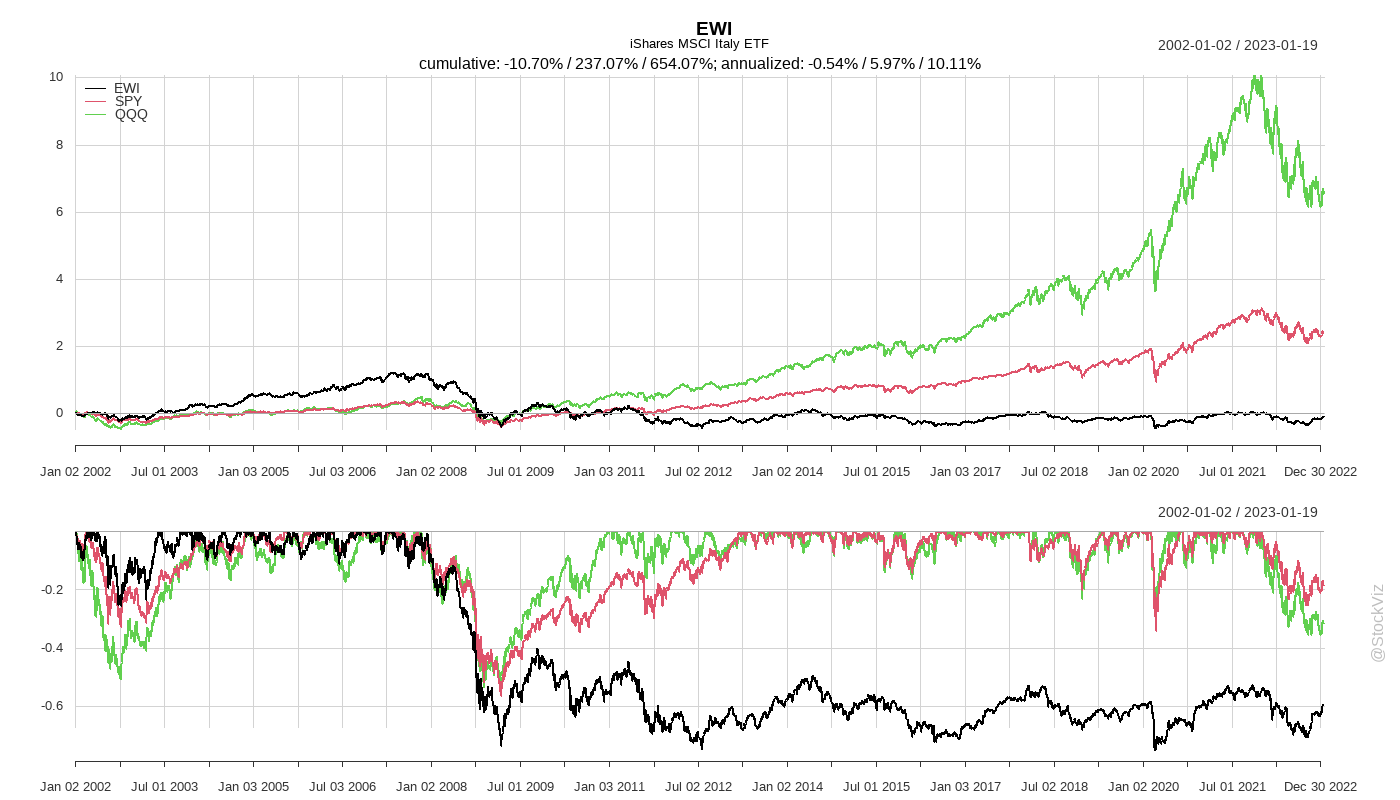 EWI
iShares MSCI Italy ETF
2002-01-02 / 2023-01-19
cumulative: -10.70% / 237.07% / 654.07%; annualized: -0.54% / 5.97% / 10.11%
EWI
SPY
QQQ
10
8
6
4
2
0
Jan 02 2002 Jul 01 2003 Jan 03 2005 Jul 03 2006 Jan 02 2008 Jul 01 2009 Jan 03 2011 Jul 02 2012 Jan 02 2014 Jul 01 2015 Jan 03 2017 Jul 02 2018 Jan 02 2020 Jul 01 2021 Dec 30 2022
2002-01-02 / 2023-01-19
-0.2
-0.4
-0.6
Jan 02 2002 Jul 01 2003 Jan 03 2005 Jul 03 2006 Jan 02 2008 Jul 01 2009 Jan 03 2011 Jul 02 2012 Jan 02 2014 Jul 01 2015 Jan 03 2017 Jul 02 2018 Jan 02 2020 Jul 01 2021 Dec 30 2022
@StockViz